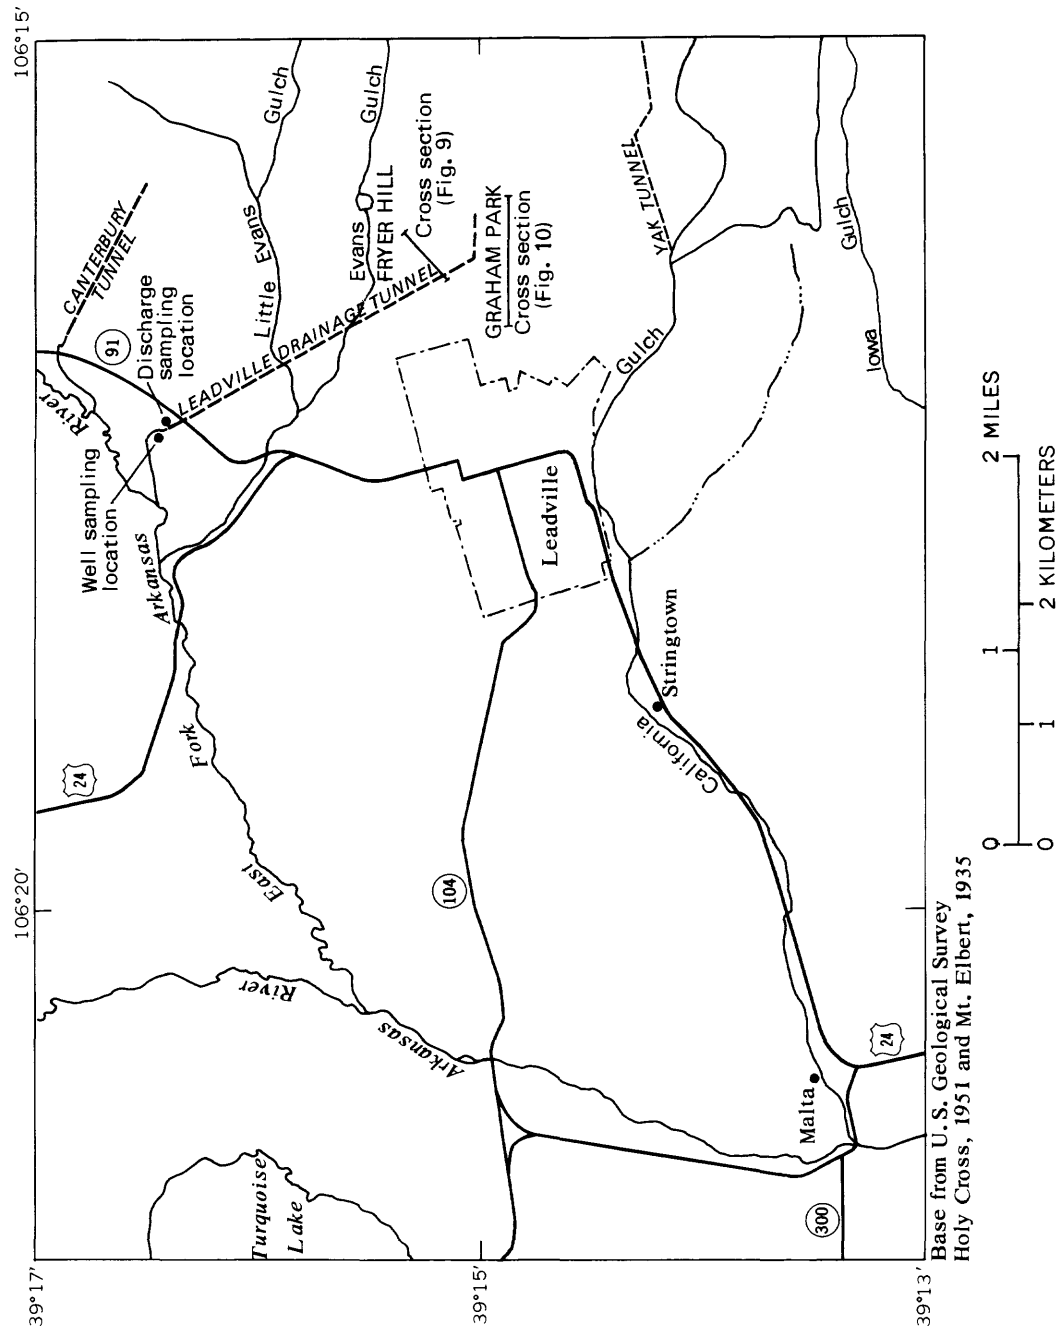 106°15′
106°20′
39°17′
39°15′
39°13′
CANTERBURY
TUNNEL
91
Discharge
sampling
location
Well sampling
location
River
Arkansas
Fork
East
24
LEADVILLE DRAINAGE TUNNEL
Little Evans
Gulch
Evans
Gulch
FRYER HILL
Cross section
(Fig. 9)
GRAHAM PARK
Cross section
(Fig. 10)
YAK TUNNEL
Gulch
Iowa
Gulch
Leadville
Stringtown
California
104
River
Arkansas
Turquoise
Lake
Malta
24
300
Base from U.S. Geological Survey
Holy Cross, 1951 and Mt. Elbert, 1935
0 1 2 MILES
0 1 2 KILOMETERS